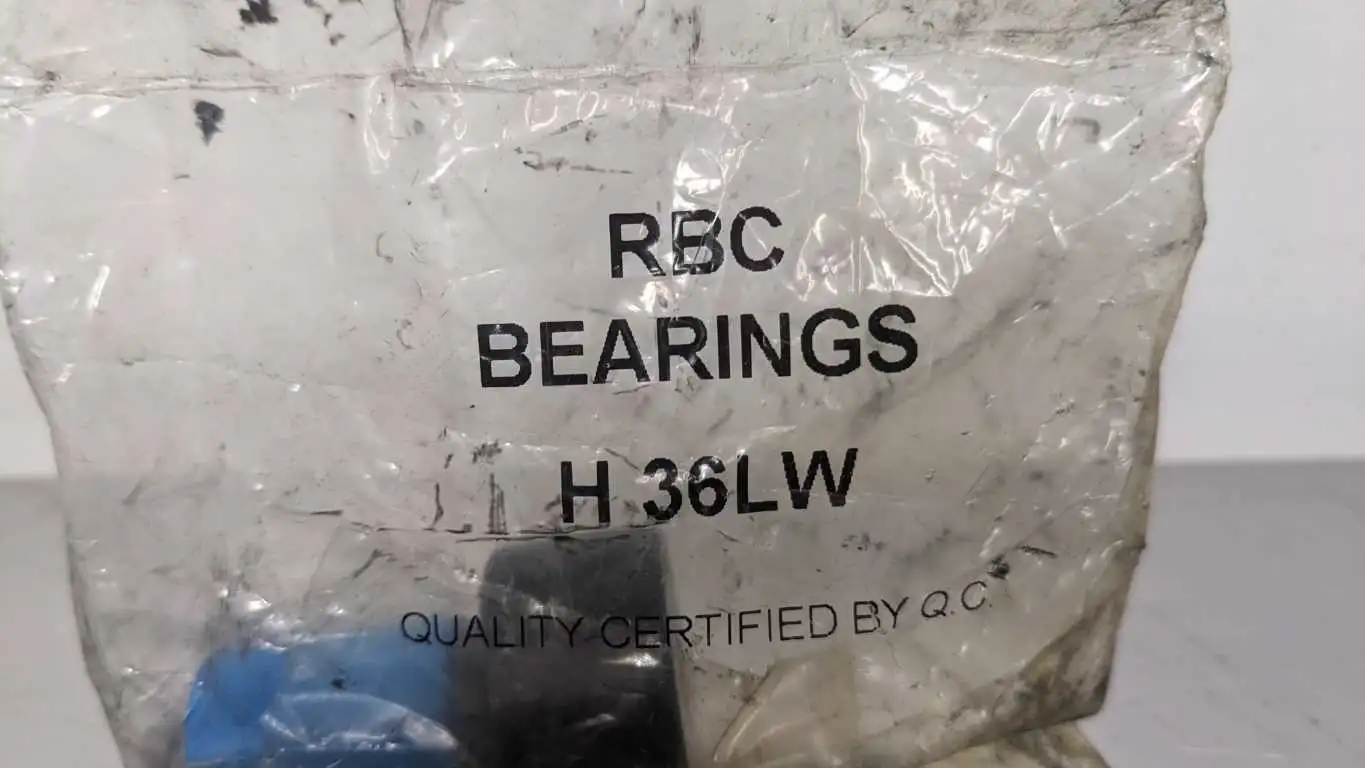 RBC
BEARINGS
H 36LW
QUALITY CERTIFIED BY Q.C.